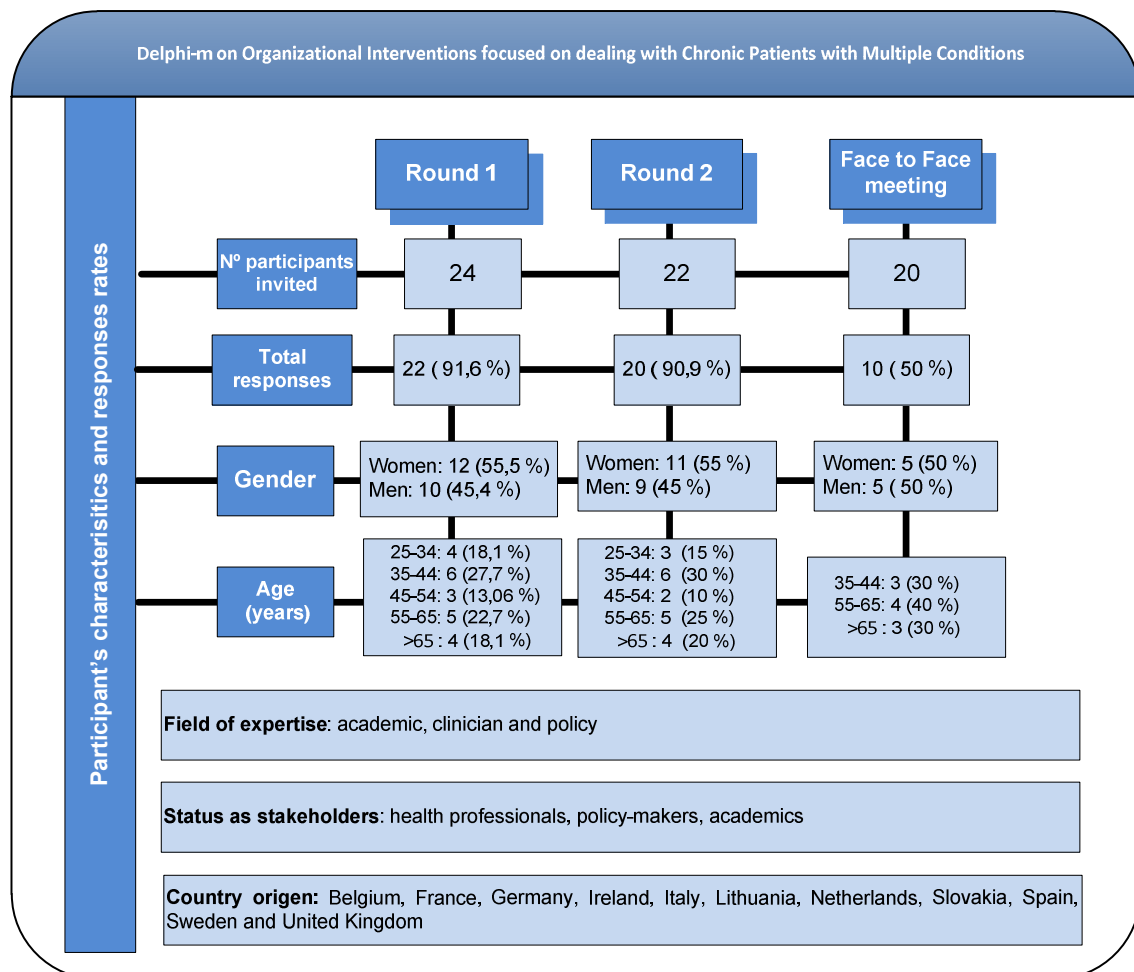 Delphi-m on Organizational Interventions focused on dealing with Chronic Patients with Multiple Conditions
Participant's characterisitics and responses rates
Round 1
Round 2
Face to Face
meeting
Nº participants
invited
24
22
20
Total
responses
22 ( 91,6 %)
20 ( 90,9 %)
10 ( 50 %)
Gender
Women: 12 (55,5 %)
Men: 10 (45,4 %)
Women: 11 (55 %)
Men: 9 (45 %)
Women: 5 (50 %)
Men: 5 ( 50 %)
Age
(years)
25-34: 4 (18,1 %)
35-44: 6 (27,7 %)
45-54: 3 (13,06 %)
55-65: 5 (22,7 %)
>65 : 4 (18,1 %)
25-34: 3 (15 %)
35-44: 6 (30 %)
45-54: 2 (10 %)
55-65: 5 (25 %)
>65 : 4 (20 %)
35-44: 3 (30 %)
55-65: 4 (40 %)
>65 : 3 (30 %)
Field of expertise: academic, clinician and policy
Status as stakeholders: health professionals, policy-makers, academics
Country origen: Belgium, France, Germany, Ireland, Italy, Lithuania, Netherlands, Slovakia, Spain,
Sweden and United Kingdom